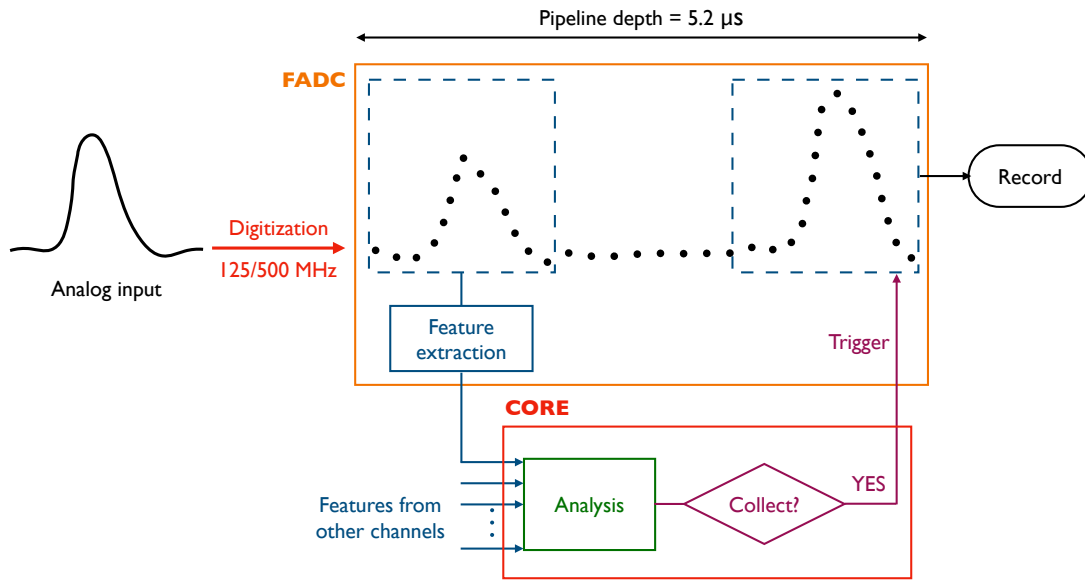 Pipeline depth = 5.2 μs
FADC
Digitization
125/500 MHz
Analog input
Record
Feature
extraction
Trigger
CORE
Features from
other channels
Analysis
Collect?
YES